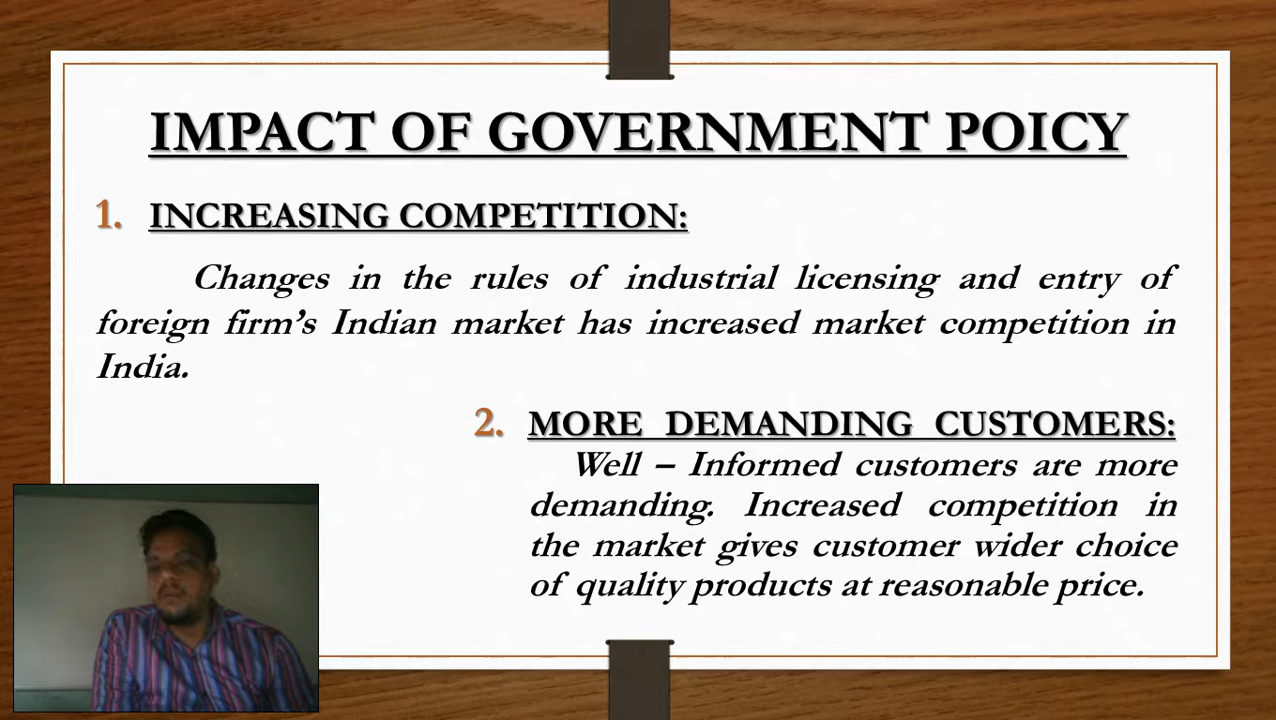 IMPACT OF GOVERNMENT POICY
1. INCREASING COMPETITION:
Changes in the rules of industrial licensing and entry of
foreign firm’s Indian market has increased market competition in
India.
2. MORE DEMANDING CUSTOMERS:
Well – Informed customers are more
demanding. Increased competition in
the market gives customer wider choice
of quality products at reasonable price.